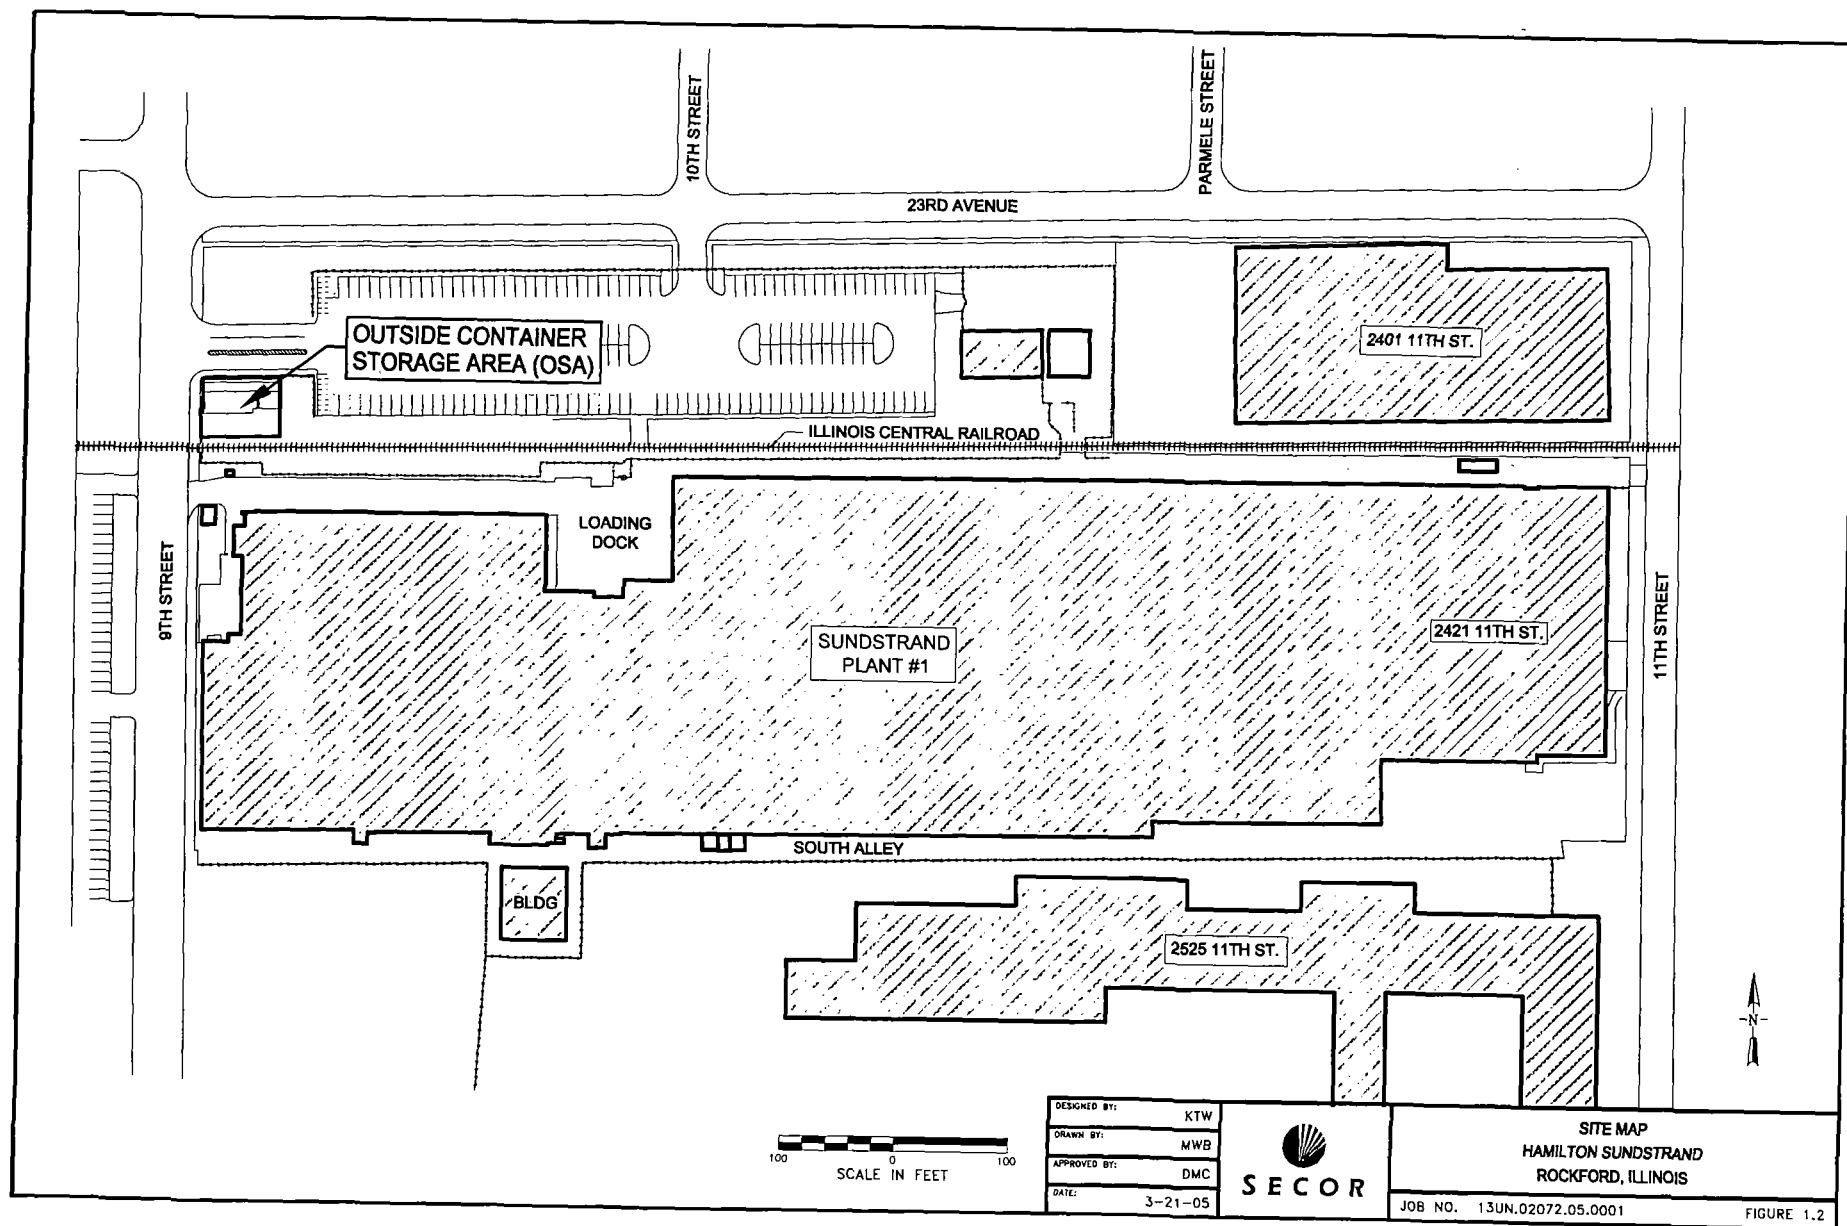 10TH STREET
PARMELE STREET
23RD AVENUE
OUTSIDE CONTAINER
STORAGE AREA (OSA)
2401 11TH ST.
ILLINOIS CENTRAL RAILROAD
LOADING
DOCK
9TH STREET
SUNDSTRAND
PLANT #1
2421 11TH ST.
11TH STREET
SOUTH ALLEY
BLDG
2525 11TH ST.
N
100 0 100
SCALE IN FEET
DESIGNED BY: KTW
DRAWN BY: MWB
APPROVED BY: DMC
DATE: 3-21-05
SECOR
SITE MAP
HAMILTON SUNDSTRAND
ROCKFORD, ILLINOIS
JOB NO. 13UN.02072.05.0001 FIGURE 1.2